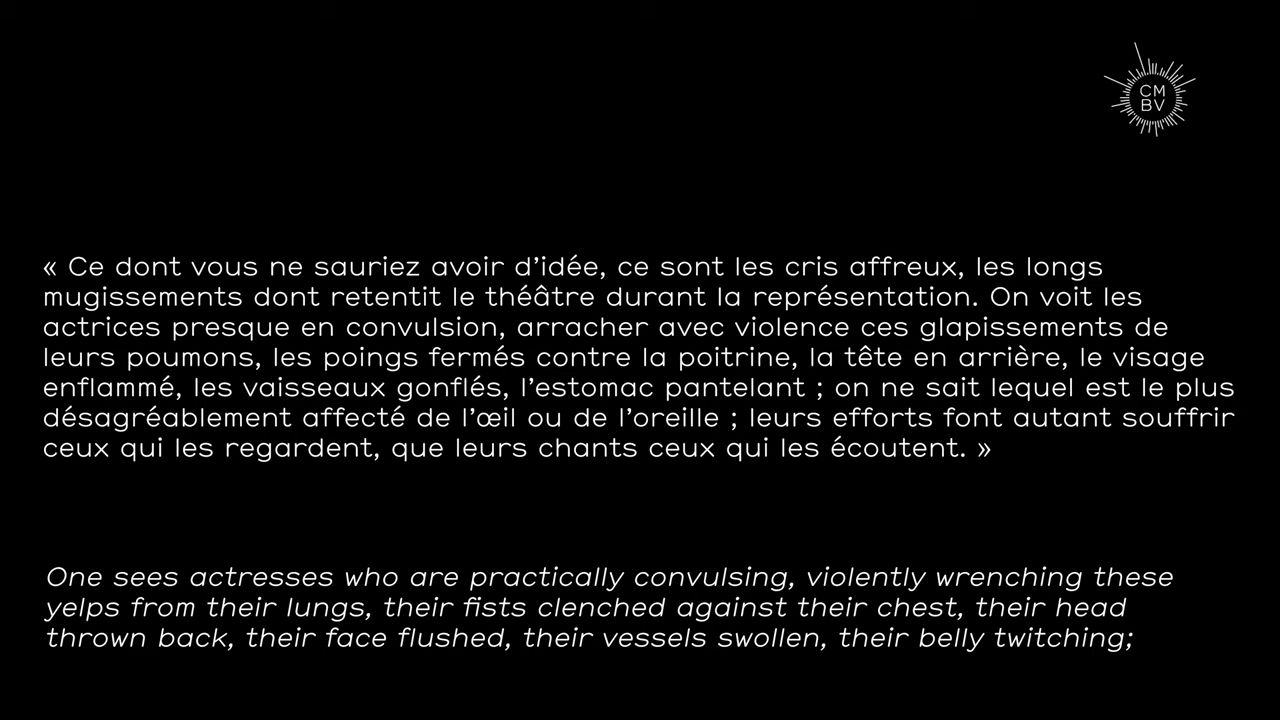 CM
BV
« Ce dont vous ne sauriez avoir d’idée, ce sont les cris affreux, les longs
mugissements dont retentit le théâtre durant la représentation. On voit les
actrices presque en convulsion, arracher avec violence ces glapissements de
leurs poumons, les poings fermés contre la poitrine, la tête en arrière, le visage
enflammé, les vaisseaux gonflés, l’estomac pantelant ; on ne sait lequel est le plus
désagréablement affecté de l’œil ou de l’oreille ; leurs efforts font autant souffrir
ceux qui les regardent, que leurs chants ceux qui les écoutent. »
One sees actresses who are practically convulsing, violently wrenching these
yelps from their lungs, their fists clenched against their chest, their head
thrown back, their face flushed, their vessels swollen, their belly twitching;